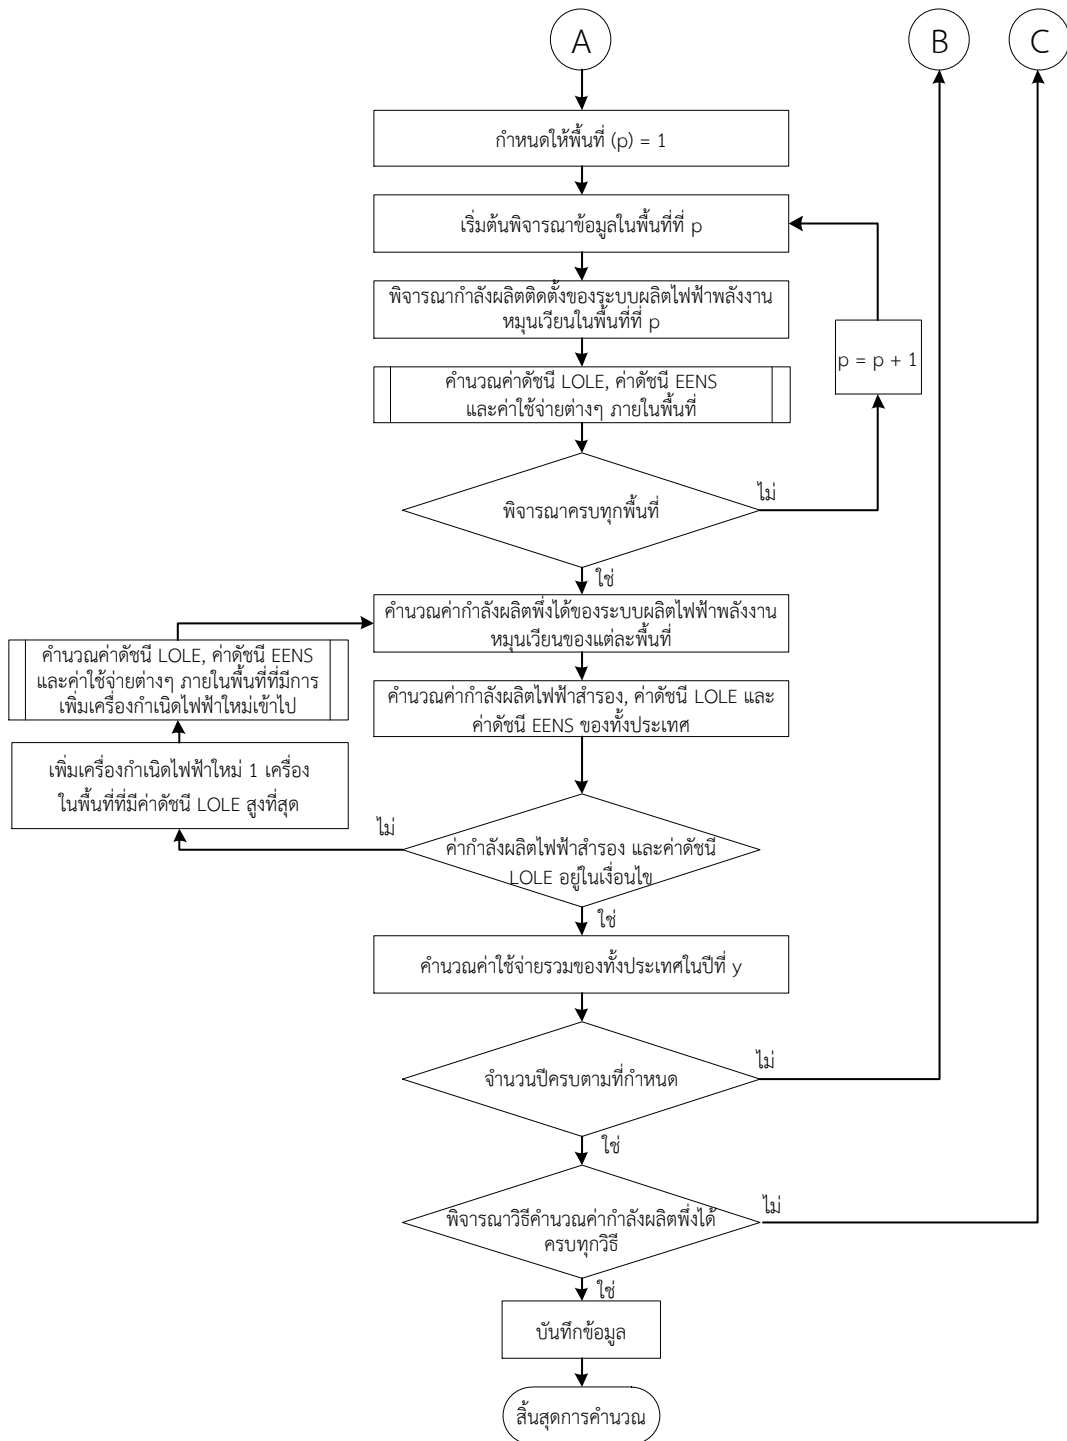 A
B
C
กำหนดให้พื้นที่ (p) = 1
เริ่มต้นพิจารณาข้อมูลในพื้นที่ที่ p
พิจารณากำลังผลิตติดตั้งของระบบผลิตไฟฟ้าพลังงาน
หมุนเวียนในพื้นที่ที่ p
p = p + 1
คำนวณค่าดัชนี LOLE, ค่าดัชนี EENS
และค่าใช้จ่ายต่างๆ ภายในพื้นที่
ไม่
พิจารณาครบทุกพื้นที่
ใช่
คำนวณค่ากำลังผลิตพึ่งได้ของระบบผลิตไฟฟ้าพลังงาน
หมุนเวียนของแต่ละพื้นที่
คำนวณค่าดัชนี LOLE, ค่าดัชนี EENS
และค่าใช้จ่ายต่างๆ ภายในพื้นที่ที่มีการ
เพิ่มเครื่องกำเนิดไฟฟ้าใหม่เข้าไป
คำนวณค่ากำลังผลิตไฟฟ้าสำรอง, ค่าดัชนี LOLE และ
ค่าดัชนี EENS ของทั้งประเทศ
เพิ่มเครื่องกำเนิดไฟฟ้าใหม่ 1 เครื่อง
ในพื้นที่ที่มีค่าดัชนี LOLE สูงที่สุด
ไม่
ค่ากำลังผลิตไฟฟ้าสำรอง และค่าดัชนี
LOLE อยู่ในเงื่อนไข
ใช่
คำนวณค่าใช้จ่ายรวมของทั้งประเทศในปีที่ y
ไม่
จำนวนปีครบตามที่กำหนด
ใช่
ไม่
พิจารณาวิธีคำนวณค่ากำลังผลิตพึ่งได้
ครบทุกวิธี
ใช่
บันทึกข้อมูล
สิ้นสุดการคำนวณ